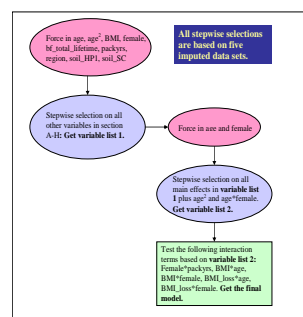 Force in age, age², BMI, female,
bf_total_lifetime, packyrs,
region, soil_HP1, soil_SC
All stepwise selections
are based on five
imputed data sets.
Stepwise selection on all
other variables in section
A-H: Get variable list 1.
Force in age and female
Stepwise selection on all
main effects in variable list
1 plus age² and age*female.
Get variable list 2.
Test the following interaction
terms based on variable list 2:
Female*packyrs, BMI*age,
BMI*female, BMI_loss*age,
BMI_loss*female. Get the final
model.